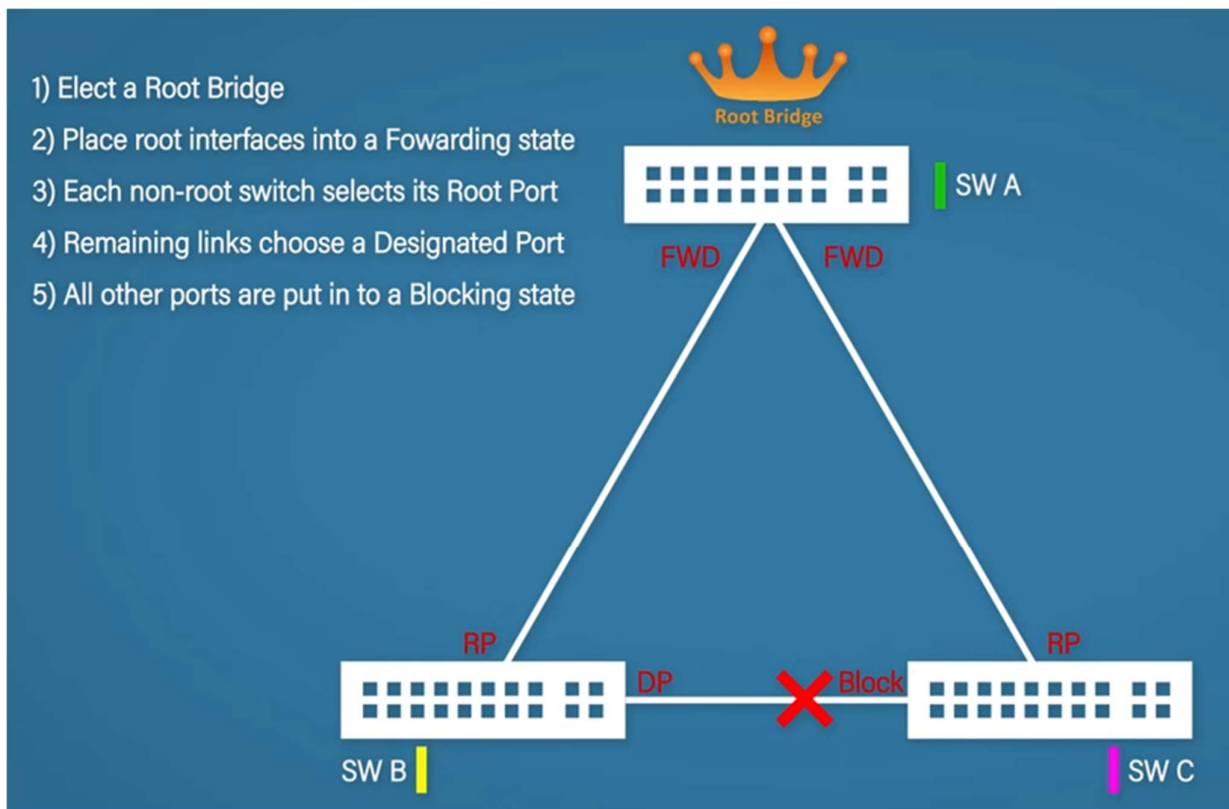 1) Elect a Root Bridge
2) Place root interfaces into a Fowarding state
3) Each non-root switch selects its Root Port
4) Remaining links choose a Designated Port
5) All other ports are put in to a Blocking state
Root Bridge
SW A
FWD FWD
RP RP
DP Block
SW B SW C